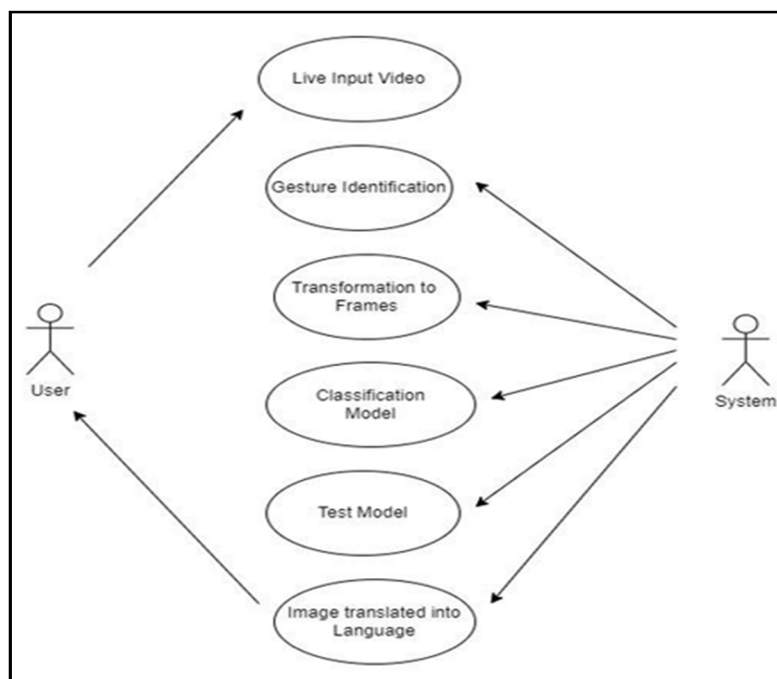 Live Input Video
Gesture Identification
Transformation to
Frames
User
Classification
Model
System
Test Model
Image translated into
Language